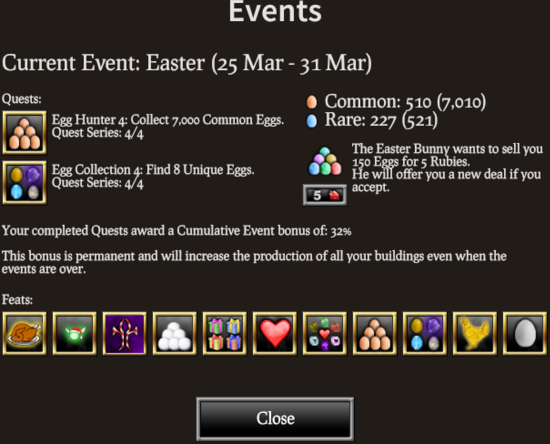 Events
Current Event: Easter (25 Mar - 31 Mar)
Quests:
Egg Hunter 4: Collect 7,000 Common Eggs.
Quest Series: 4/4
Egg Collection 4: Find 8 Unique Eggs.
Quest Series: 4/4
Common: 510 (7,010)
Rare: 227 (521)
The Easter Bunny wants to sell you
150 Eggs for 5 Rubies.
He will offer you a new deal if you
accept.
5
Your completed Quests award a Cumulative Event bonus of: 32%
This bonus is permanent and will increase the production of all your buildings even when the
events are over.
Feats:
Close